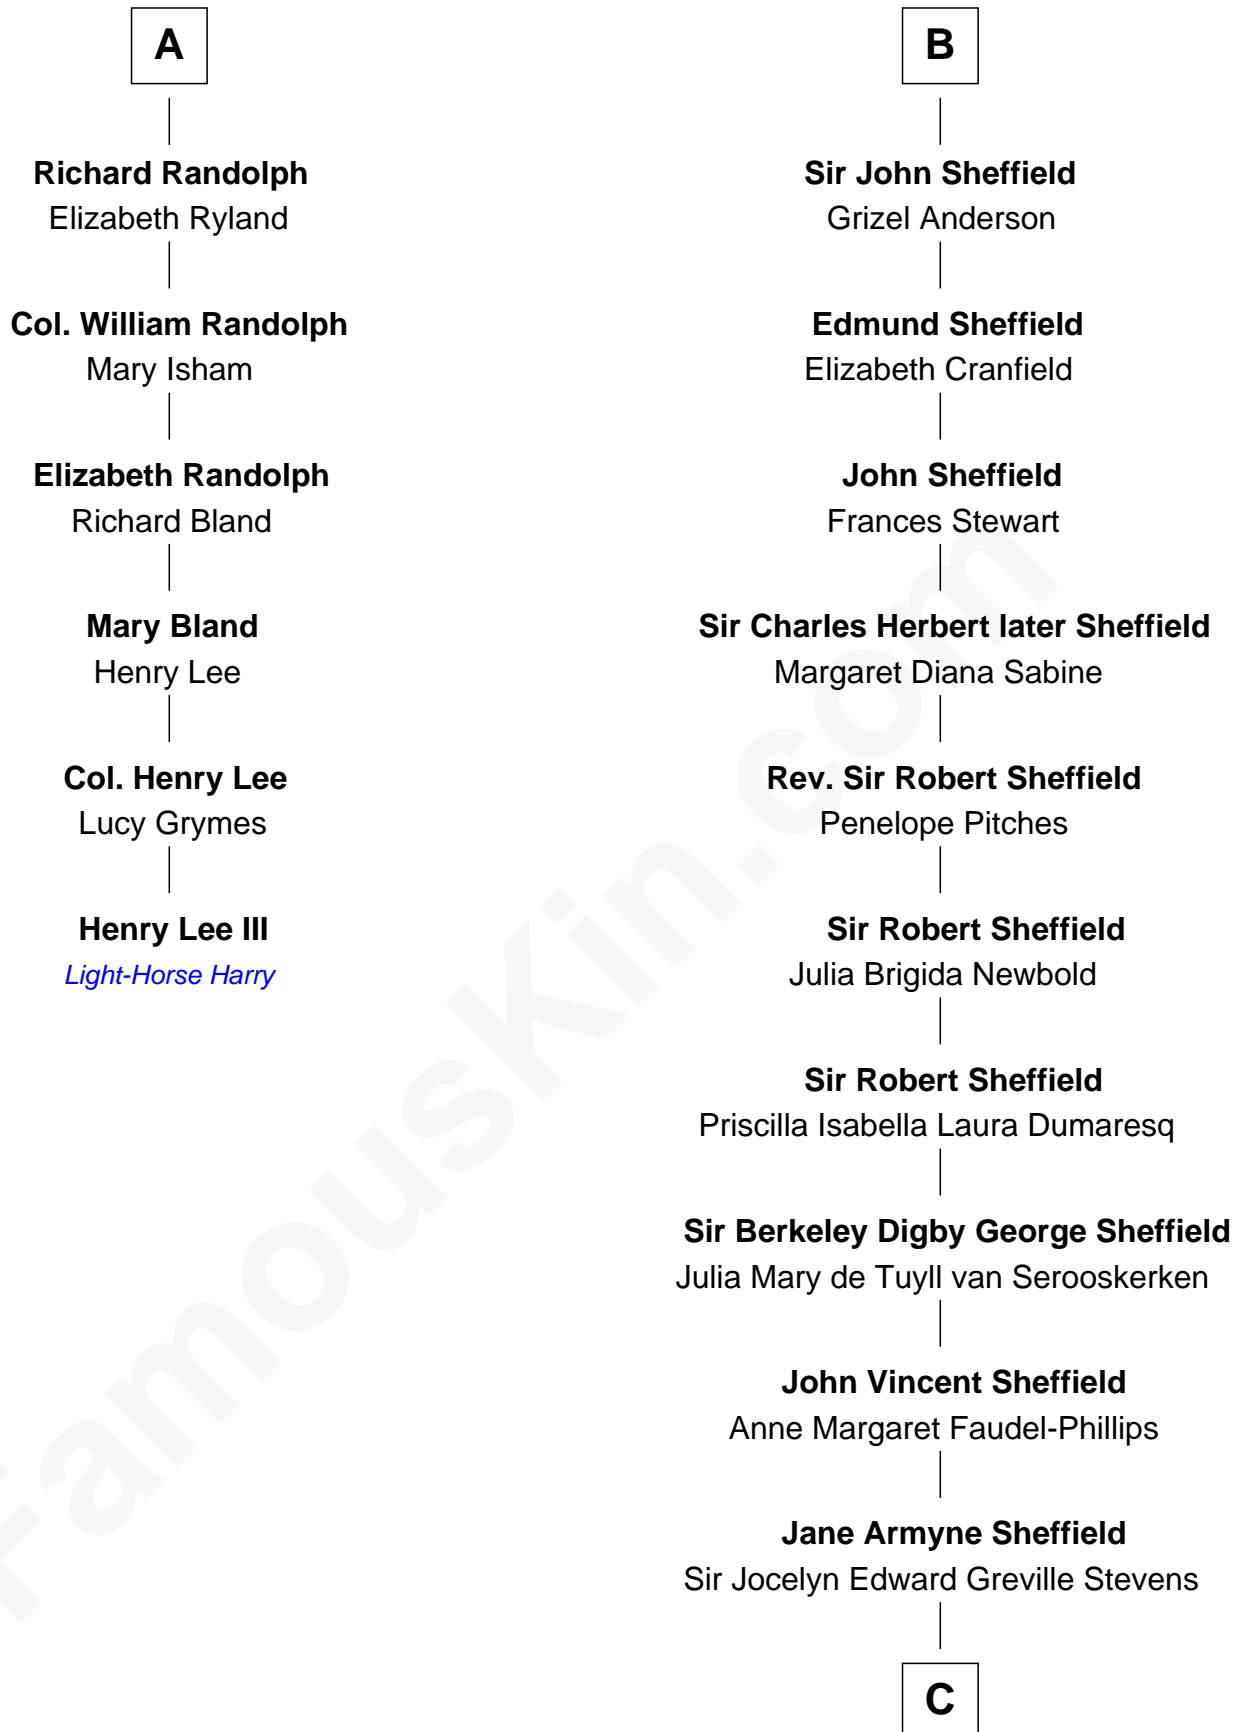 A
Richard Randolph
Elizabeth Ryland
Col. William Randolph
Mary Isham
Elizabeth Randolph
Richard Bland
Mary Bland
Henry Lee
Col. Henry Lee
Lucy Grymes
Henry Lee III
Light-Horse Harry
B
Sir John Sheffield
Grizel Anderson
Edmund Sheffield
Elizabeth Cranfield
John Sheffield
Frances Stewart
Sir Charles Herbert later Sheffield
Margaret Diana Sabine
Rev. Sir Robert Sheffield
Penelope Pitches
Sir Robert Sheffield
Julia Brigida Newbold
Sir Robert Sheffield
Priscilla Isabella Laura Dumaresq
Sir Berkeley Digby George Sheffield
Julia Mary de Tuyll van Serooskerken
John Vincent Sheffield
Anne Margaret Faudel-Phillips
Jane Armyne Sheffield
Sir Jocelyn Edward Greville Stevens
C
FamousKin.com